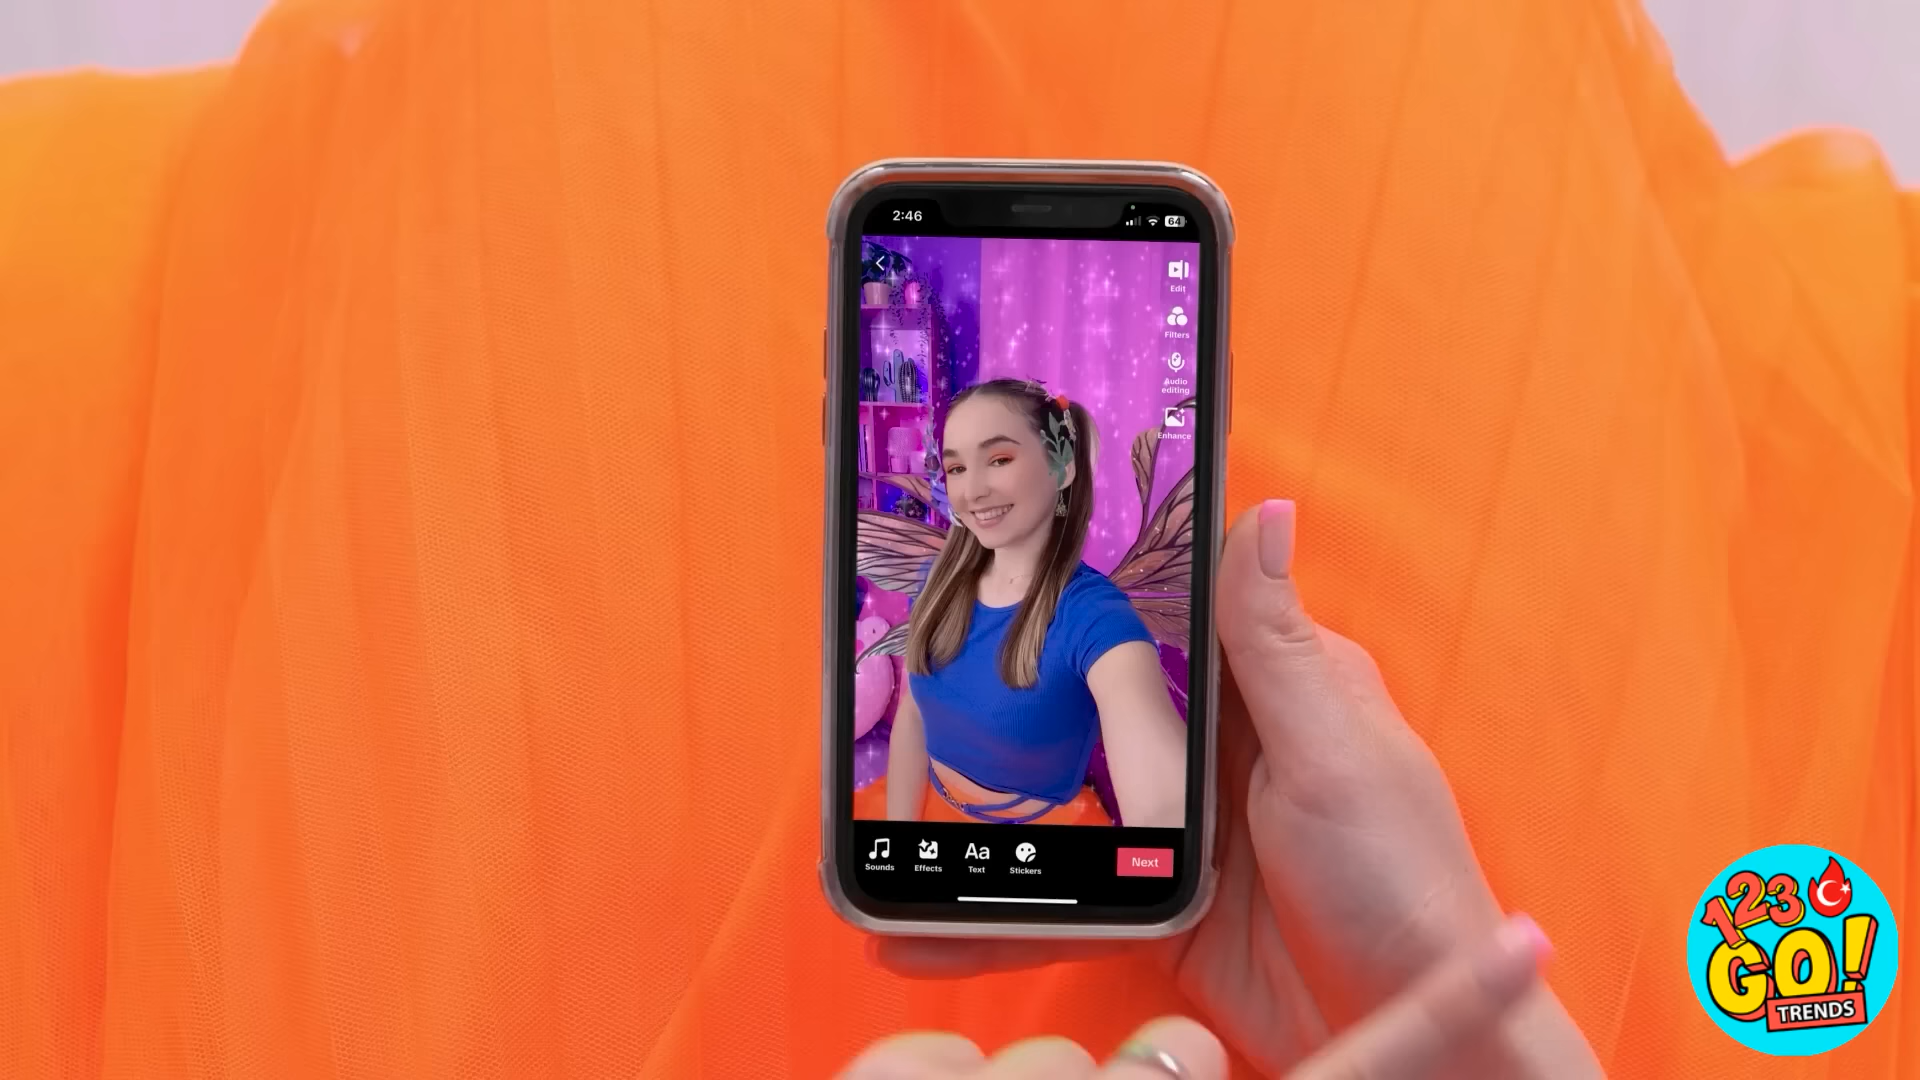 2:46
64
Edit
Filters
Audio
editing
Enhance
Sounds
Effects
Aa
Text
Stickers
Next
123
GO!
TRENDS